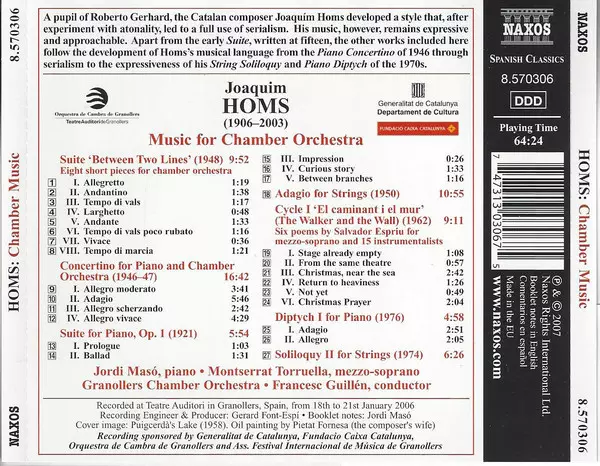 8.570306
HOMS: Chamber Music
NAXOS
A pupil of Roberto Gerhard, the Catalan composer Joaquím Homs developed a style that, after
experiment with atonality, led to a full use of serialism. His music, however, remains expressive
and approachable. Apart from the early Suite, written at fifteen, the other works included here
follow the development of Homs's musical language from the Piano Concertino of 1946 through
serialism to the expressiveness of his String Soliloquy and Piano Diptych of the 1970s.
Orquestra de Cambra de Granollers
TeatreAuditorideGranollers
Joaquim
HOMS
(1906–2003)
Generalitat de Catalunya
Departament de Cultura
FUNDACIÓ CAIXA CATALUNYA
Music for Chamber Orchestra
Suite 'Between Two Lines' (1948) 9:52
Eight short pieces for chamber orchestra
1 I. Allegretto 1:19
2 II. Andantino 1:38
3 III. Tempo di vals 1:17
4 IV. Larghetto 0:48
5 V. Andante 1:33
6 VI. Tempo di vals poco rubato 1:16
7 VII. Vivace 0:36
8 VIII. Tempo di marcia 1:21
Concertino for Piano and Chamber
Orchestra (1946–47) 16:42
9 I. Allegro moderato 3:41
10 II. Adagio 5:46
11 III. Allegro scherzando 2:42
12 IV. Allegro vivace 4:29
Suite for Piano, Op. 1 (1921) 5:54
13 I. Prologue 1:03
14 II. Ballad 1:31
15 III. Impression 0:26
16 IV. Curious story 1:33
17 V. Between branches 1:16
18 Adagio for Strings (1950) 10:55
Cycle I 'El caminant i el mur'
(The Walker and the Wall) (1962) 9:11
Six poems by Salvador Espriu for
mezzo-soprano and 15 instrumentalists
19 I. Stage already empty 1:08
20 II. From the same theatre 0:57
21 III. Christmas, near the sea 2:42
22 IV. Return to heaviness 1:26
23 V. Not yet 0:49
24 VI. Christmas Prayer 2:04
Diptych I for Piano (1976) 4:58
25 I. Adagio 2:51
26 II. Allegro 2:05
27 Soliloquy II for Strings (1974) 6:26
Jordi Masó, piano • Montserrat Torruella, mezzo-soprano
Granollers Chamber Orchestra • Francesc Guillén, conductor
Recorded at Teatre Auditori in Granollers, Spain, from 18th to 21st January 2006
Recording Engineer & Producer: Gerard Font-Espí • Booklet notes: Jordi Masó
Cover image: Puigcerdà's Lake (1958). Oil painting by Pietat Fornesa (the composer's wife)
Recording sponsored by Generalitat de Catalunya, Fundacio Caixa Catalunya,
Orquestra de Cambra de Granollers and Ass. Festival Internacional de Música de Granollers
NAXOS
SPANISH CLASSICS
8.570306
DDD
Playing Time
64:24
7 47313 03067 5
℗ & © 2007
Naxos Rights International Ltd.
Booklet notes in English
Comentarios en español
Made in the EU
www.naxos.com
NAXOS
HOMS: Chamber Music
8.570306